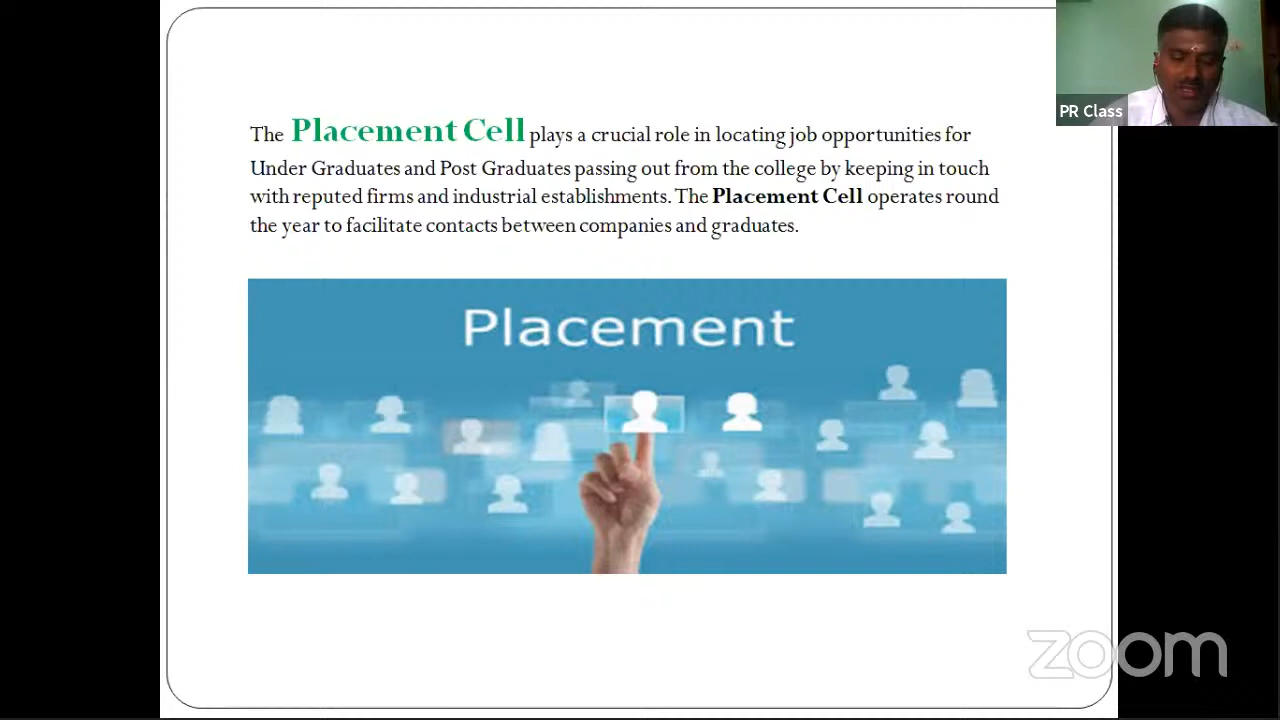 The Placement Cell plays a crucial role in locating job opportunities for
Under Graduates and Post Graduates passing out from the college by keeping in touch
with reputed firms and industrial establishments. The Placement Cell operates round
the year to facilitate contacts between companies and graduates.
Placement
PR Class
zoom